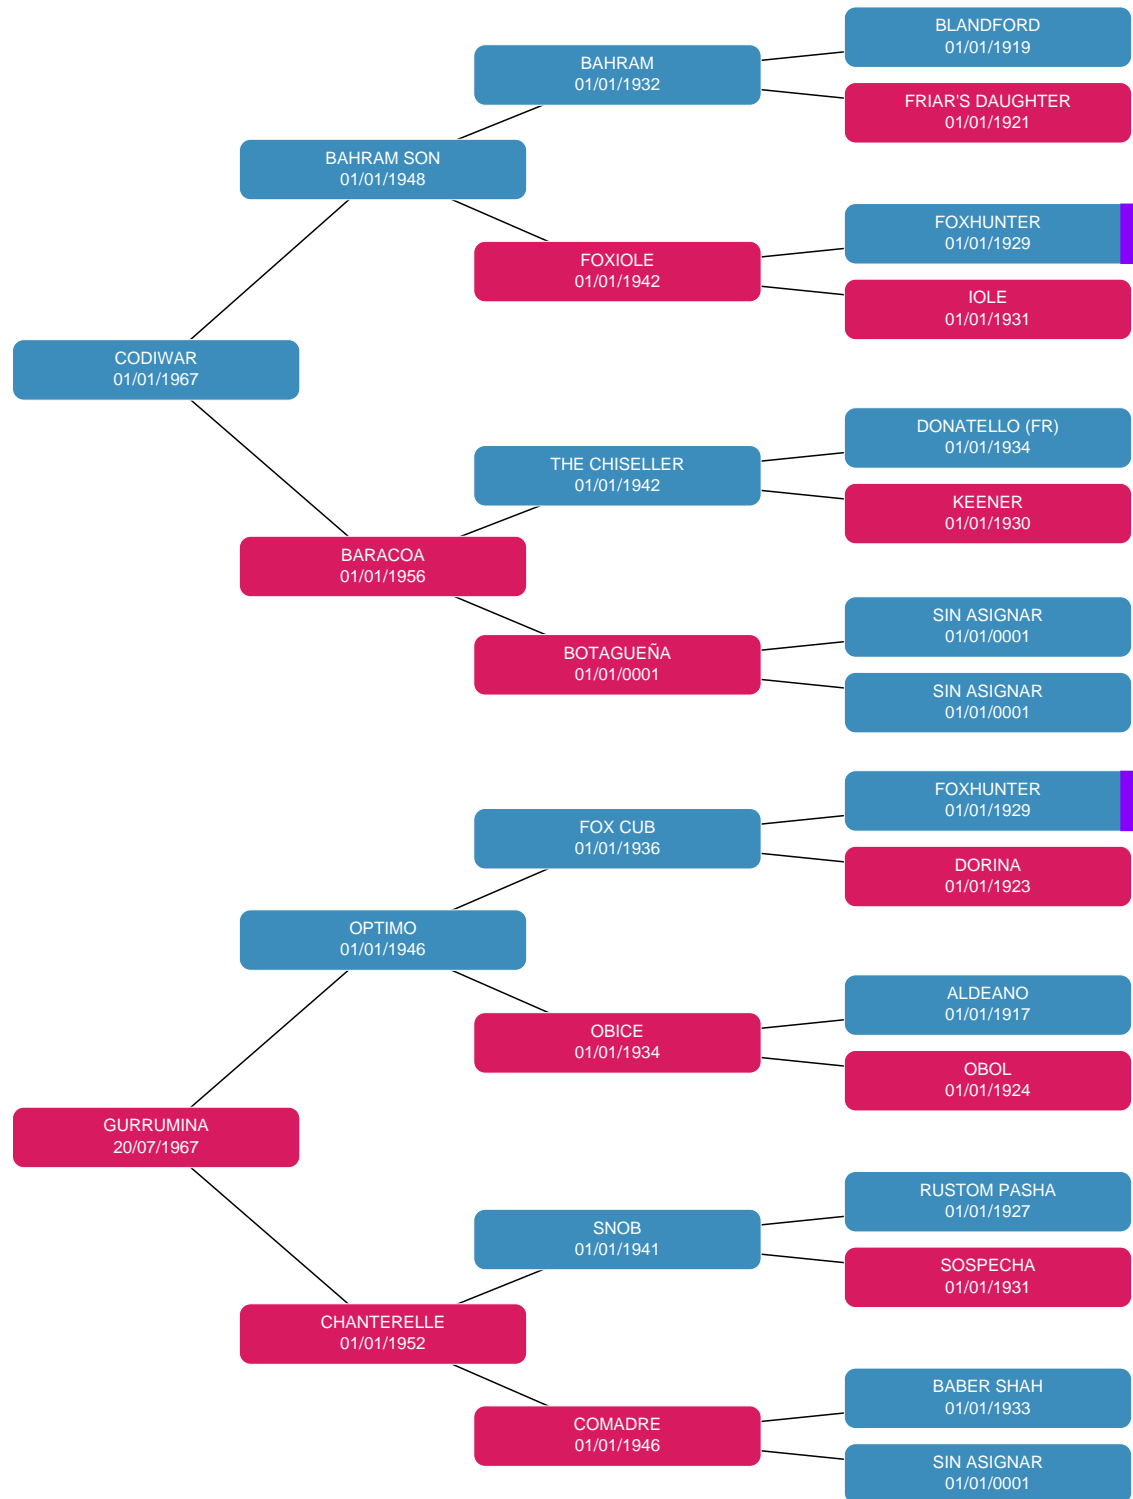 BLANDFORD
01/01/1919
BAHRAM
01/01/1932
FRIAR'S DAUGHTER
01/01/1921
BAHRAM SON
01/01/1948
FOXHUNTER
01/01/1929
FOXIOLE
01/01/1942
IOLE
01/01/1931
CODIWAR
01/01/1967
DONATELLO (FR)
01/01/1934
THE CHISELLER
01/01/1942
KEENER
01/01/1930
BARACOA
01/01/1956
SIN ASIGNAR
01/01/0001
BOTAGUEÑA
01/01/0001
SIN ASIGNAR
01/01/0001
FOXHUNTER
01/01/1929
FOX CUB
01/01/1936
DORINA
01/01/1923
OPTIMO
01/01/1946
ALDEANO
01/01/1917
OBICE
01/01/1934
OBOL
01/01/1924
GURRUMINA
20/07/1967
RUSTOM PASHA
01/01/1927
SNOB
01/01/1941
SOSPECHA
01/01/1931
CHANTERELLE
01/01/1952
BABER SHAH
01/01/1933
COMADRE
01/01/1946
SIN ASIGNAR
01/01/0001